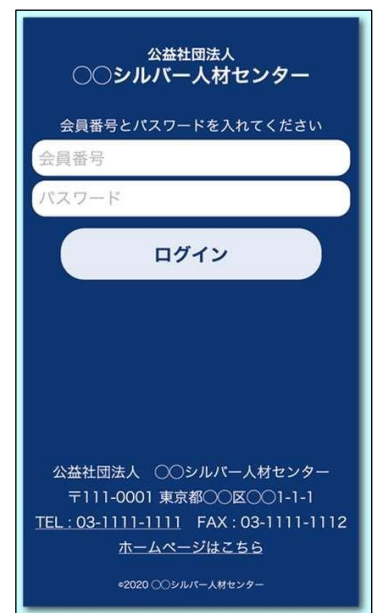 公益社団法人
○○シルバー人材センター
会員番号とパスワードを入れてください
会員番号
パスワード
ログイン
公益社団法人　○○シルバー人材センター
〒111-0001 東京都○○区○○1-1-1
TEL : 03-1111-1111　FAX : 03-1111-1112
ホームページはこちら
©2020 ○○シルバー人材センター